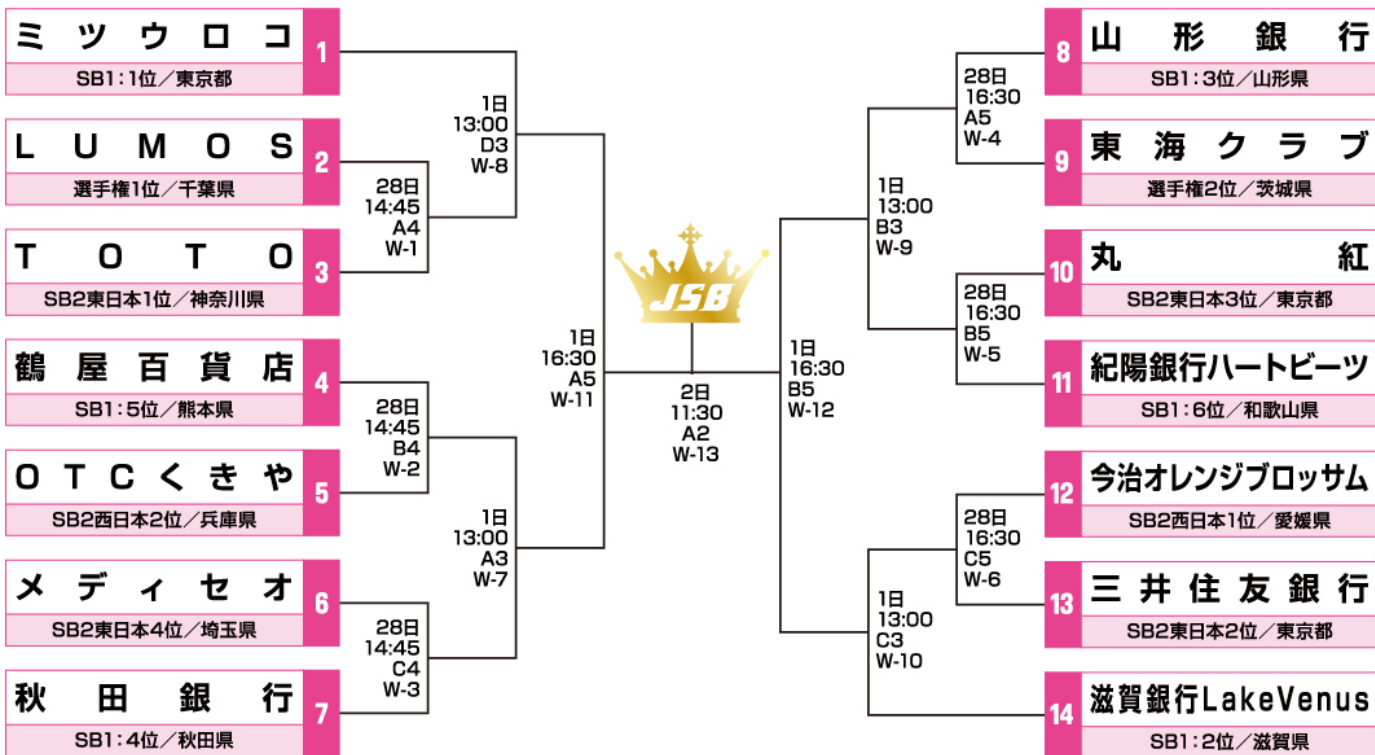 ミツウロコ
1
SB1：1位／東京都
LUMOS
2
選手権1位／千葉県
TOTO
3
SB2東日本1位／神奈川県
鶴屋百貨店
4
SB1：5位／熊本県
OTCくきや
5
SB2西日本2位／兵庫県
メディセオ
6
SB2東日本4位／埼玉県
秋田銀行
7
SB1：4位／秋田県
28日
14:45
A4
W-1
28日
14:45
B4
W-2
28日
14:45
C4
W-3
1日
13:00
D3
W-8
1日
13:00
A3
W-7
1日
16:30
A5
W-11
JSB
2日
11:30
A2
W-13
1日
16:30
B5
W-12
1日
13:00
B3
W-9
1日
13:00
C3
W-10
28日
16:30
A5
W-4
28日
16:30
B5
W-5
28日
16:30
C5
W-6
8
山形銀行
SB1：3位／山形県
9
東海クラブ
選手権2位／茨城県
10
丸紅
SB2東日本3位／東京都
11
紀陽銀行ハートビーツ
SB1：6位／和歌山県
12
今治オレンジブロッサム
SB2西日本1位／愛媛県
13
三井住友銀行
SB2東日本2位／東京都
14
滋賀銀行LakeVenus
SB1：2位／滋賀県